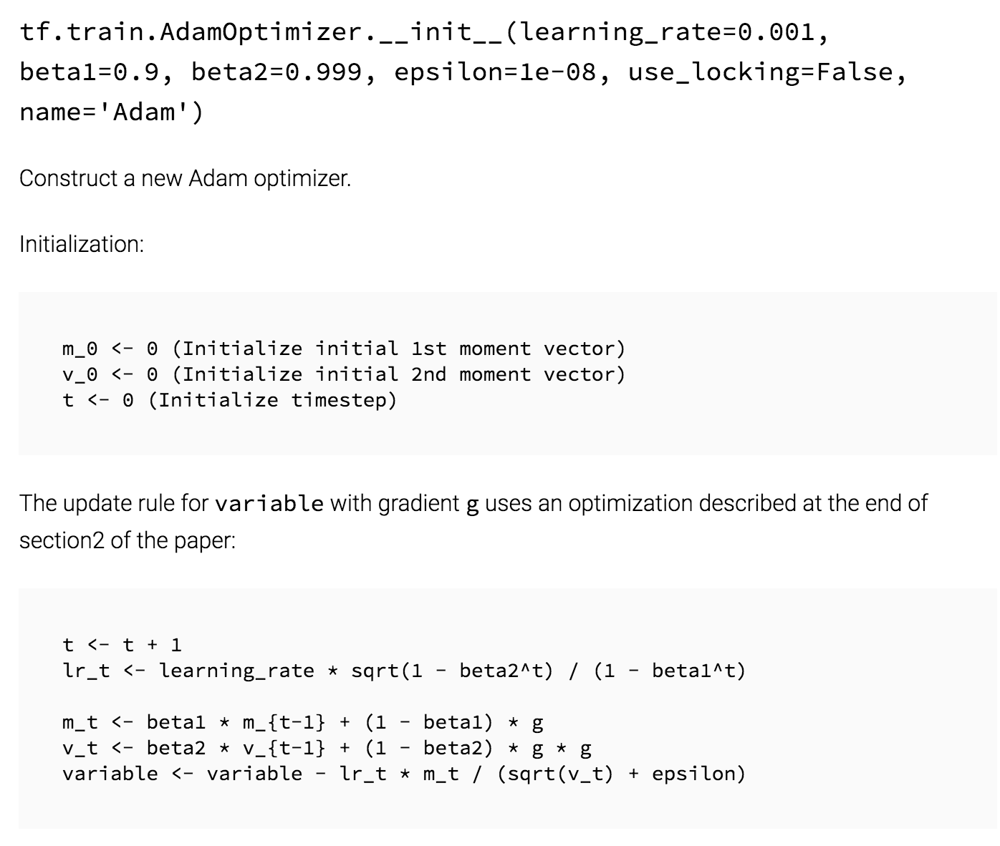 tf.train.AdamOptimizer.__init__(learning_rate=0.001,
beta1=0.9, beta2=0.999, epsilon=1e-08, use_locking=False,
name='Adam')
Construct a new Adam optimizer.
Initialization:
m_0 <- 0 (Initialize initial 1st moment vector)
v_0 <- 0 (Initialize initial 2nd moment vector)
t <- 0 (Initialize timestep)
The update rule for variable with gradient g uses an optimization described at the end of
section2 of the paper:
t <- t + 1
lr_t <- learning_rate * sqrt(1 - beta2^t) / (1 - beta1^t)
m_t <- beta1 * m_{t-1} + (1 - beta1) * g
v_t <- beta2 * v_{t-1} + (1 - beta2) * g * g
variable <- variable - lr_t * m_t / (sqrt(v_t) + epsilon)